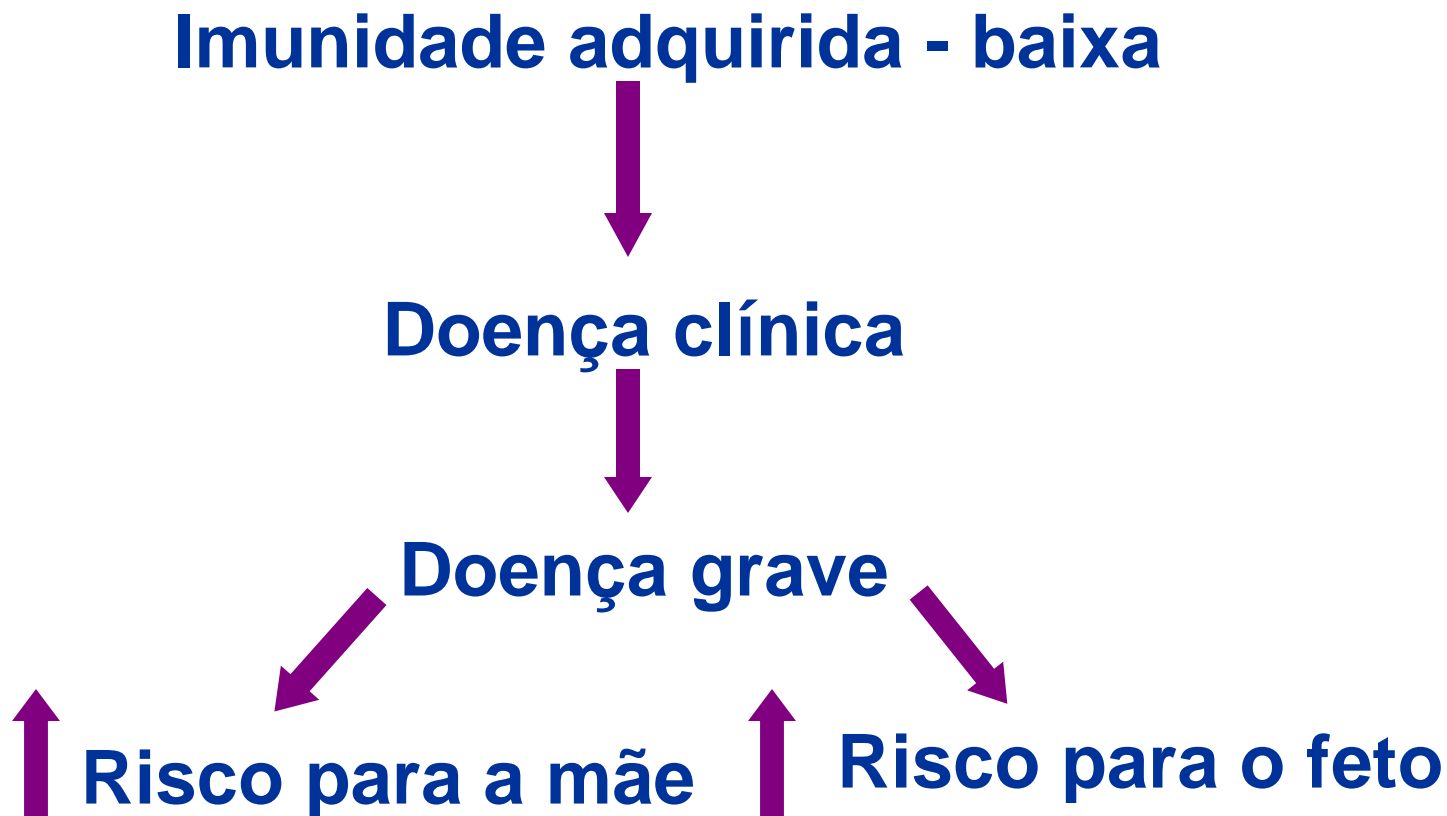 Imunidade adquirida - baixa
Doença clínica
Doença grave
Risco para a mãe
Risco para o feto